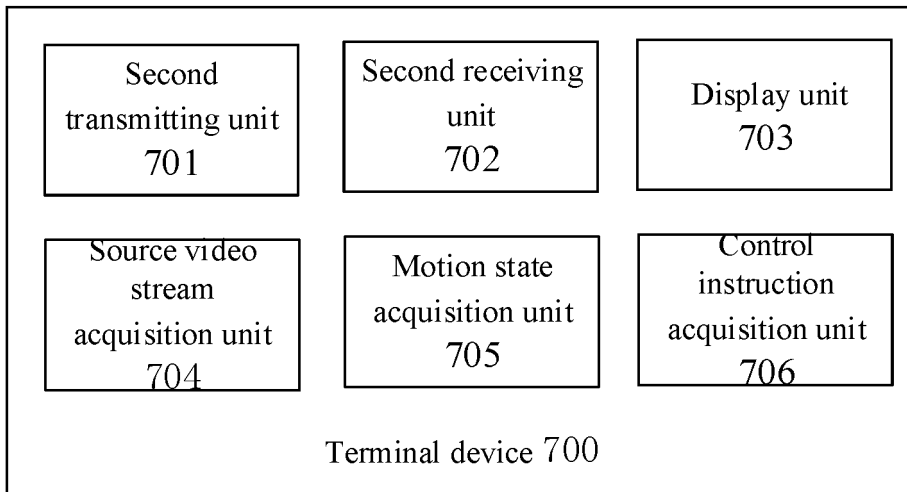 Second
transmitting unit
701
Second receiving
unit
702
Display unit
703
Source video
stream
acquisition unit
704
Motion state
acquisition unit
705
Control
instruction
acquisition unit
706
Terminal device 700